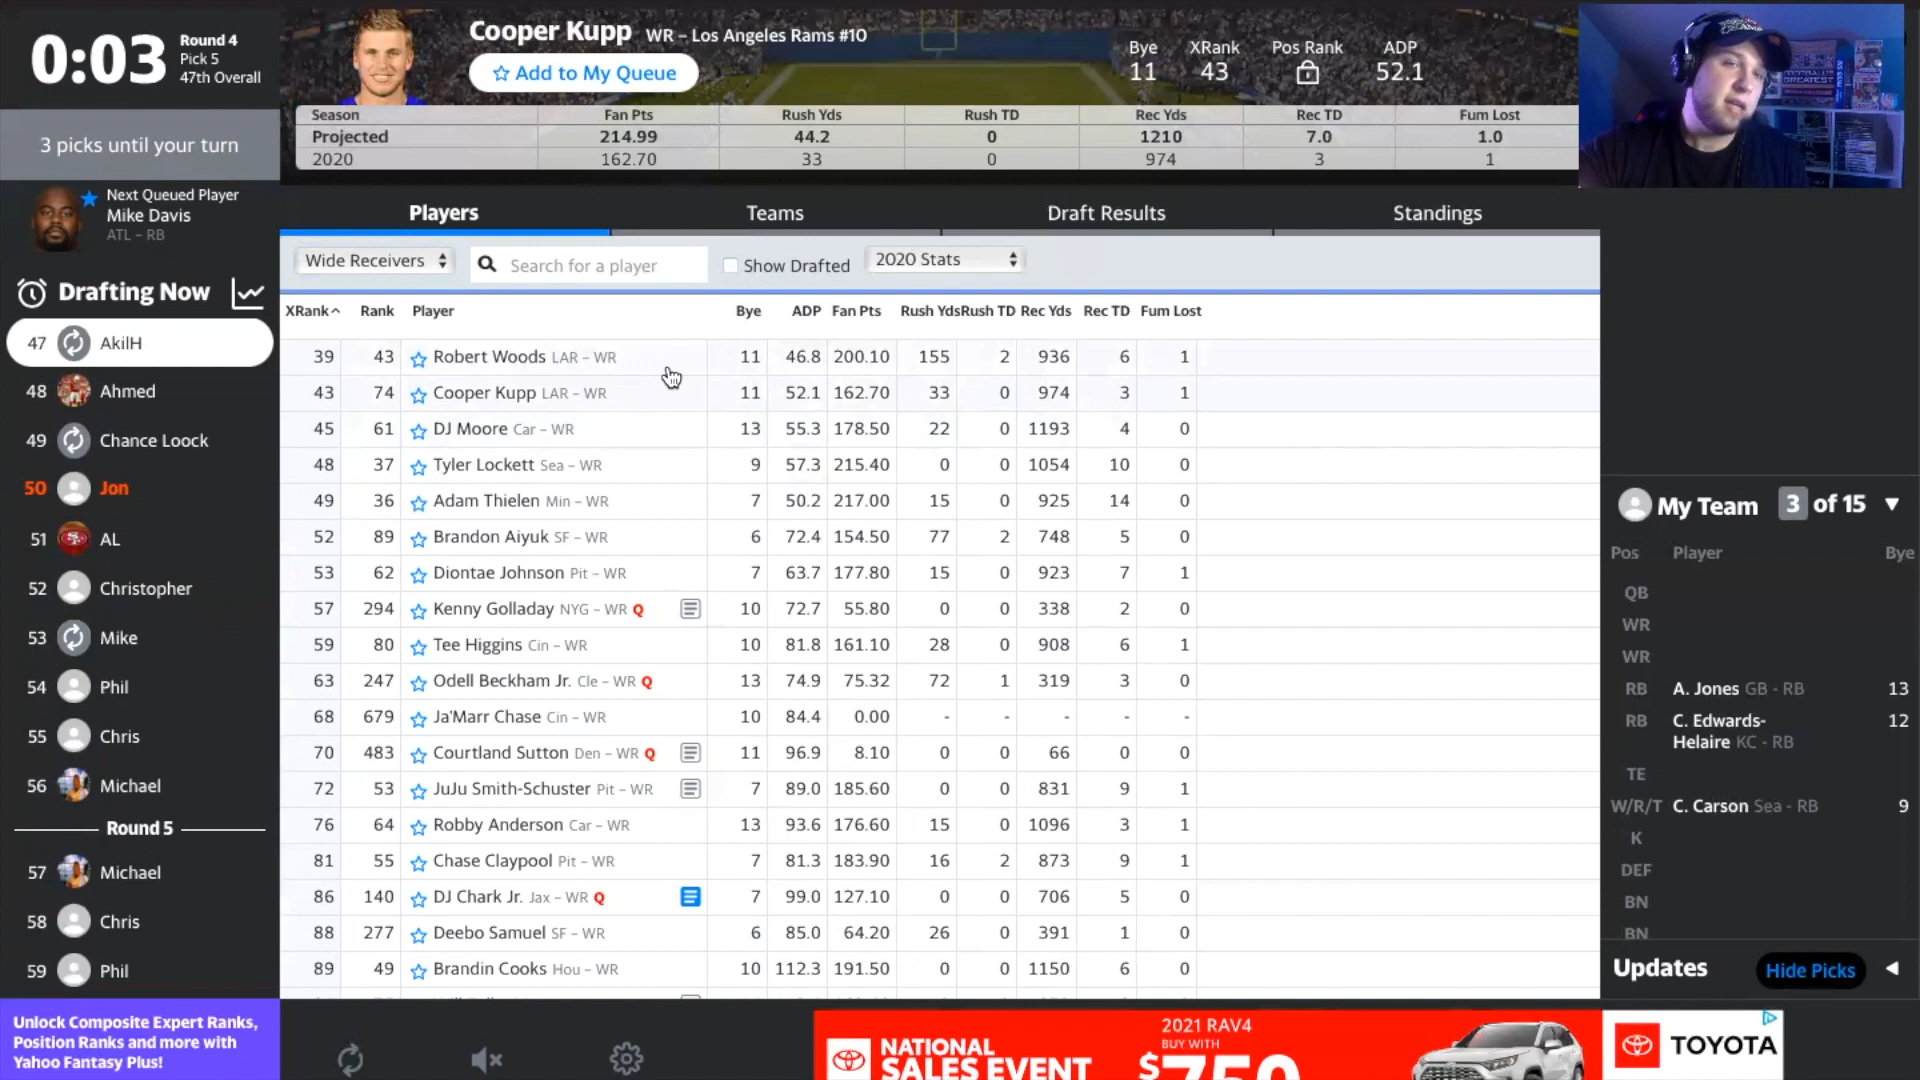 0:03
Round 4
Pick 5
47th Overall
3 picks until your turn
Next Queued Player
Mike Davis
ATL – RB
Drafting Now
47 AkilH
48 Ahmed
49 Chance Loock
50 Jon
51 AL
52 Christopher
53 Mike
54 Phil
55 Chris
56 Michael
Round 5
57 Michael
58 Chris
59 Phil
Unlock Composite Expert Ranks,
Position Ranks and more with
Yahoo Fantasy Plus!
Cooper Kupp WR – Los Angeles Rams #10
Add to My Queue
Bye XRank Pos Rank ADP
11 43 52.1
Season Fan Pts Rush Yds Rush TD Rec Yds Rec TD Fum Lost
Projected 214.99 44.2 0 1210 7.0 1.0
2020 162.70 33 0 974 3 1
Players Teams Draft Results Standings
Wide Receivers Search for a player Show Drafted 2020 Stats
XRank Rank Player Bye ADP Fan Pts Rush Yds Rush TD Rec Yds Rec TD Fum Lost
39 43 Robert Woods LAR – WR 11 46.8 200.10 155 2 936 6 1
43 74 Cooper Kupp LAR – WR 11 52.1 162.70 33 0 974 3 1
45 61 DJ Moore Car – WR 13 55.3 178.50 22 0 1193 4 0
48 37 Tyler Lockett Sea – WR 9 57.3 215.40 0 0 1054 10 0
49 36 Adam Thielen Min – WR 7 50.2 217.00 15 0 925 14 0
52 89 Brandon Aiyuk SF – WR 6 72.4 154.50 77 2 748 5 0
53 62 Diontae Johnson Pit – WR 7 63.7 177.80 15 0 923 7 1
57 294 Kenny Golladay NYG – WR Q 10 72.7 55.80 0 0 338 2 0
59 80 Tee Higgins Cin – WR 10 81.8 161.10 28 0 908 6 1
63 247 Odell Beckham Jr. Cle – WR Q 13 74.9 75.32 72 1 319 3 0
68 679 Ja'Marr Chase Cin – WR 10 84.4 0.00 - - - - -
70 483 Courtland Sutton Den – WR Q 11 96.9 8.10 0 0 66 0 0
72 53 JuJu Smith-Schuster Pit – WR 7 89.0 185.60 0 0 831 9 1
76 64 Robby Anderson Car – WR 13 93.6 176.60 15 0 1096 3 1
81 55 Chase Claypool Pit – WR 7 81.3 183.90 16 2 873 9 1
86 140 DJ Chark Jr. Jax – WR Q 7 99.0 127.10 0 0 706 5 0
88 277 Deebo Samuel SF – WR 6 85.0 64.20 26 0 391 1 0
89 49 Brandin Cooks Hou – WR 10 112.3 191.50 0 0 1150 6 0
My Team 3 of 15
Pos Player Bye
QB
WR
WR
RB A. Jones GB - RB 13
RB C. Edwards-
Helaire KC - RB 12
TE
W/R/T C. Carson Sea - RB 9
K
DEF
BN
BN
Updates Hide Picks
NATIONAL
SALES EVENT
2021 RAV4
BUY WITH
$750
TOYOTA